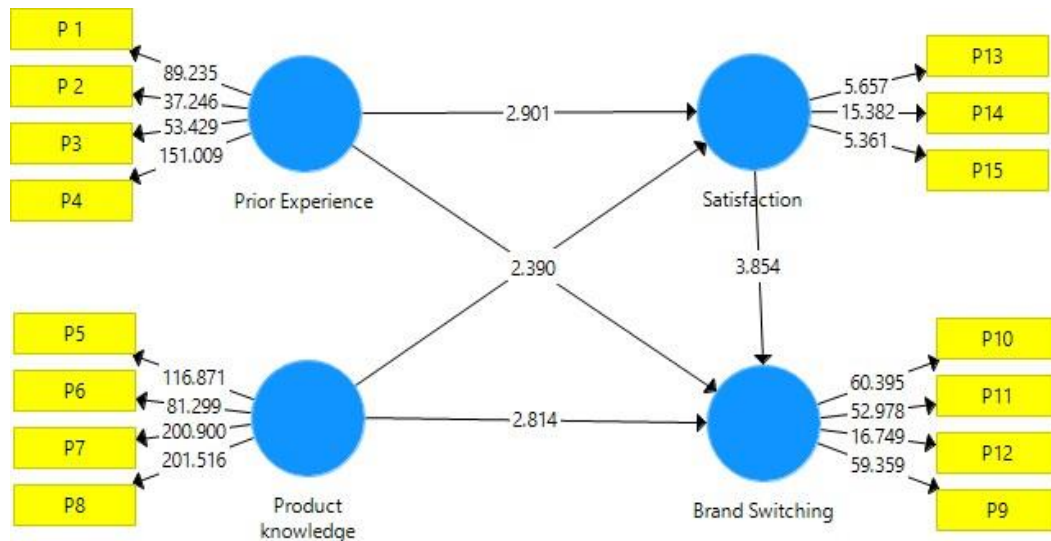 P 1
P 2
P3
P4
89.235
37.246
53.429
151.009
Prior Experience
2.901
5.657
15.382
5.361
P13
P14
P15
Satisfaction
2.390
3.854
P5
P6
P7
P8
116.871
81.299
200.900
201.516
Product
knowledge
2.814
60.395
52.978
16.749
59.359
P10
P11
P12
P9
Brand Switching